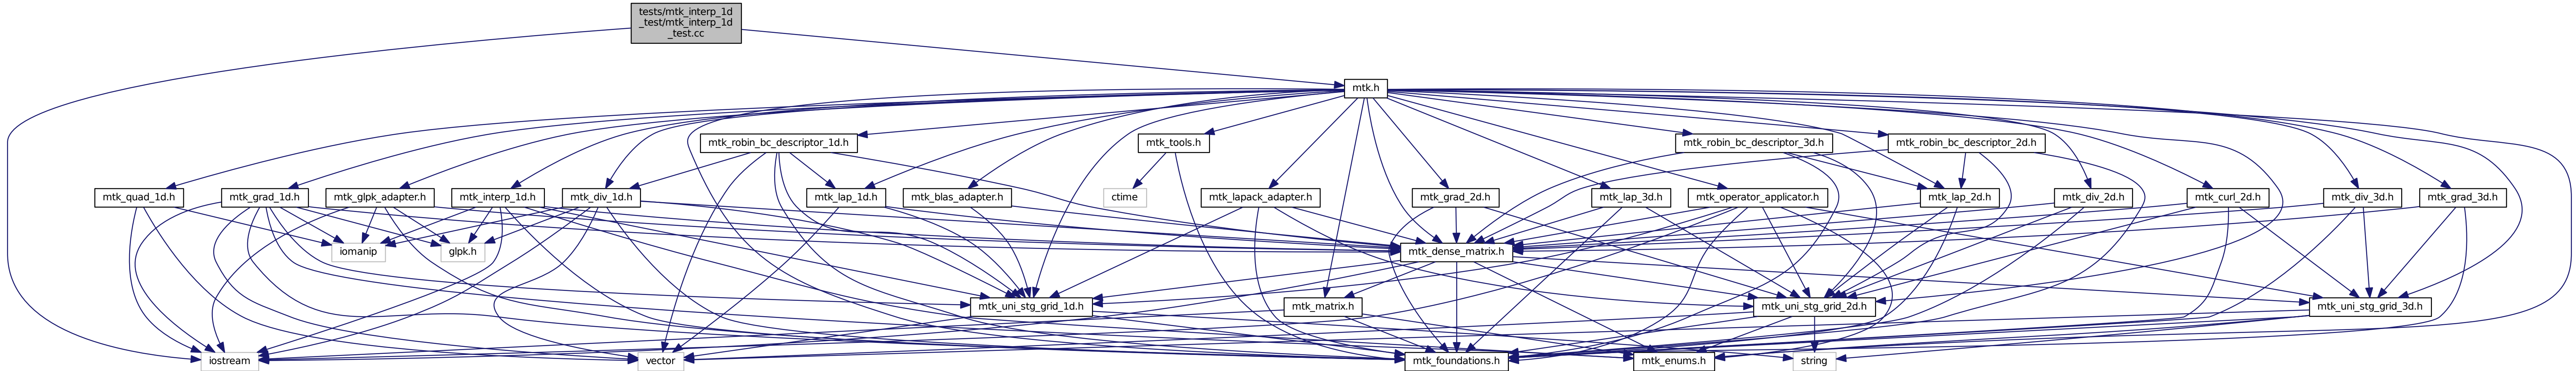 tests/mtk_interp_1d
_test/mtk_interp_1d
_test.cc
mtk.h
mtk_robin_bc_descriptor_1d.h
mtk_tools.h
mtk_robin_bc_descriptor_3d.h
mtk_robin_bc_descriptor_2d.h
mtk_quad_1d.h
mtk_grad_1d.h
mtk_glpk_adapter.h
mtk_interp_1d.h
mtk_div_1d.h
mtk_lap_1d.h
mtk_blas_adapter.h
ctime
mtk_lapack_adapter.h
mtk_grad_2d.h
mtk_lap_3d.h
mtk_operator_applicator.h
mtk_lap_2d.h
mtk_div_2d.h
mtk_curl_2d.h
mtk_div_3d.h
mtk_grad_3d.h
iomanip
glpk.h
mtk_dense_matrix.h
mtk_uni_stg_grid_1d.h
mtk_matrix.h
mtk_uni_stg_grid_2d.h
mtk_uni_stg_grid_3d.h
iostream
vector
mtk_foundations.h
mtk_enums.h
string